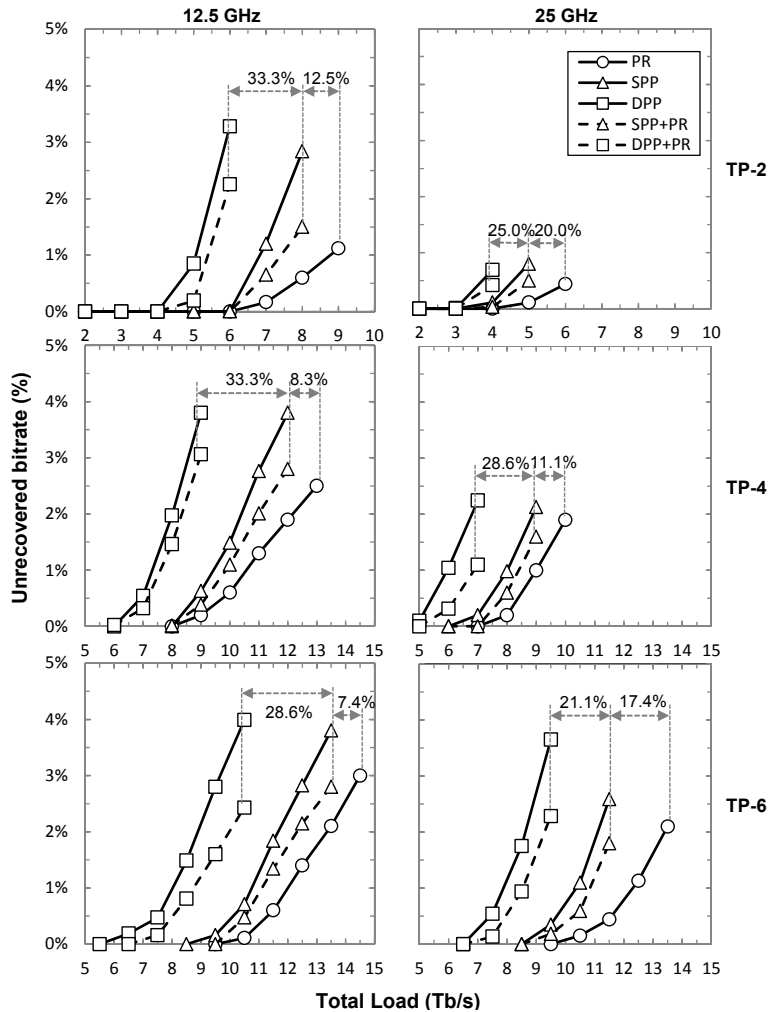 12.5 GHz
25 GHz
5%
4%
3%
2%
1%
0%
33.3%
12.5%
2 3 4 5 6 7 8 9 10
25.0%
20.0%
2 3 4 5 6 7 8 9 10
PR
SPP
DPP
SPP+PR
DPP+PR
TP-2
5%
4%
3%
2%
1%
0%
33.3%
8.3%
5 6 7 8 9 10 11 12 13 14 15
28.6%
11.1%
5 6 7 8 9 10 11 12 13 14 15
TP-4
Unrecovered bitrate (%)
5%
4%
3%
2%
1%
0%
28.6%
7.4%
5 6 7 8 9 10 11 12 13 14 15
21.1%
17.4%
5 6 7 8 9 10 11 12 13 14 15
TP-6
Total Load (Tb/s)